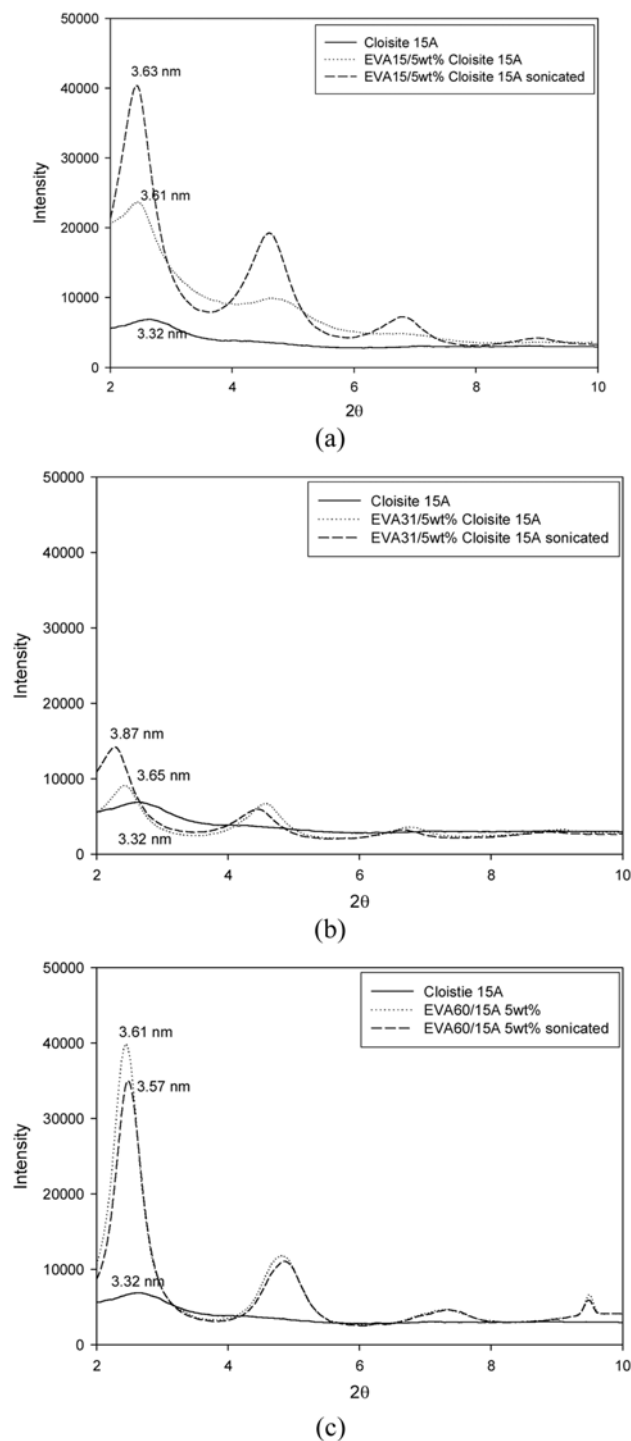 50000
40000
30000
20000
10000
0
Intensity
Cloisite 15A
EVA15/5wt% Cloisite 15A
EVA15/5wt% Cloisite 15A sonicated
3.63 nm
3.61 nm
3.32 nm
2 4 6 8 10
2θ
(a)
50000
40000
30000
20000
10000
0
Intensity
Cloisite 15A
EVA31/5wt% Cloisite 15A
EVA31/5wt% Cloisite 15A sonicated
3.87 nm
3.65 nm
3.32 nm
2 4 6 8 10
2θ
(b)
50000
40000
30000
20000
10000
0
Intensity
Cloistie 15A
EVA60/15A 5wt%
EVA60/15A 5wt% sonicated
3.61 nm
3.57 nm
3.32 nm
2 4 6 8 10
2θ
(c)